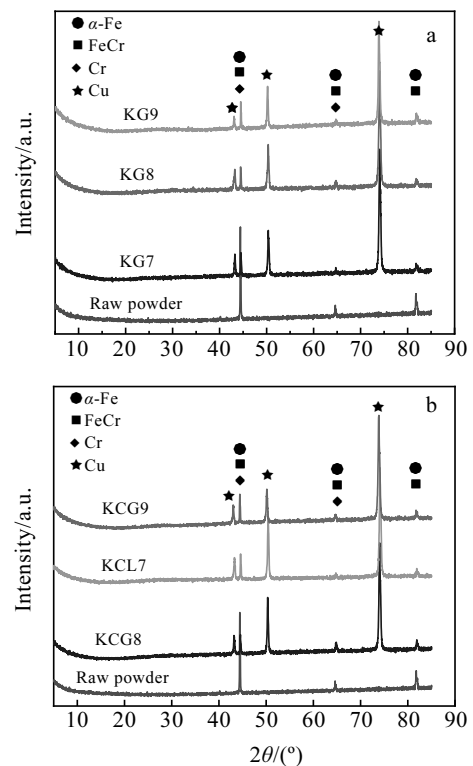 a
α-Fe
FeCr
Cr
Cu
KG9
KG8
KG7
Raw powder
Intensity/a.u.
10 20 30 40 50 60 70 80 90
b
α-Fe
FeCr
Cr
Cu
KCG9
KCL7
KCG8
Raw powder
Intensity/a.u.
10 20 30 40 50 60 70 80 90
2θ/(º)